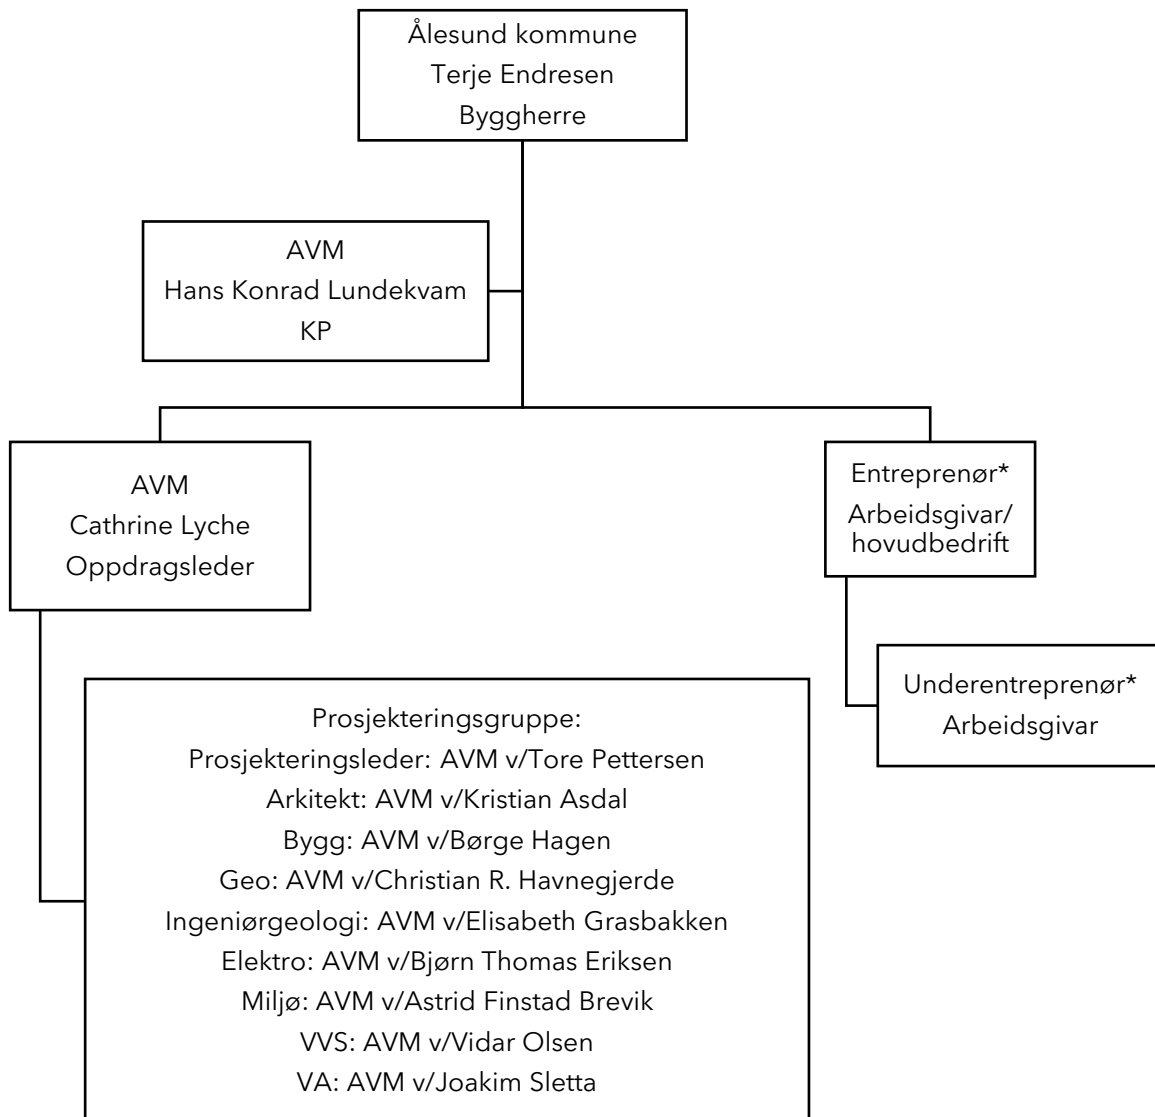 Ålesund kommune
Terje Endresen
Byggherre
AVM
Hans Konrad Lundekvam
KP
AVM
Cathrine Lyche
Oppdragsleder
Entreprenør*
Arbeidsgivar/
hovudbedrift
Underentreprenør*
Arbeidsgivar
Prosjekteringsgruppe:
Prosjekteringsleder: AVM v/Tore Pettersen
Arkitekt: AVM v/Kristian Asdal
Bygg: AVM v/Børge Hagen
Geo: AVM v/Christian R. Havnegjerde
Ingeniørgeologi: AVM v/Elisabeth Grasbakken
Elektro: AVM v/Bjørn Thomas Eriksen
Miljø: AVM v/Astrid Finstad Brevik
VVS: AVM v/Vidar Olsen
VA: AVM v/Joakim Sletta